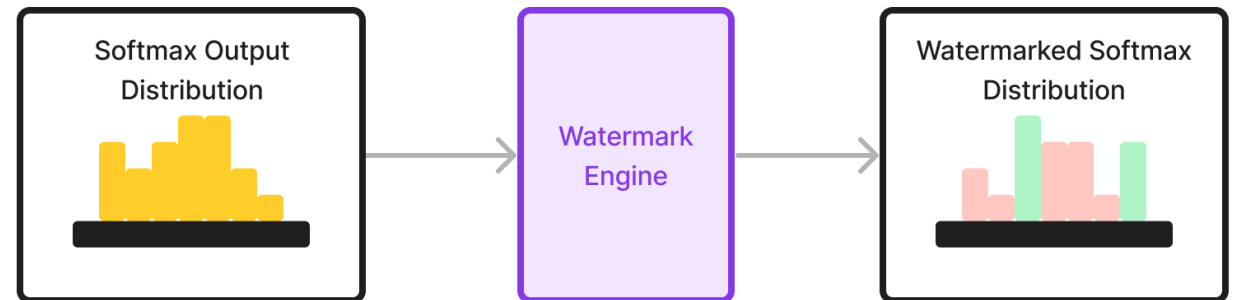 Softmax Output
Distribution
Watermark
Engine
Watermarked Softmax
Distribution